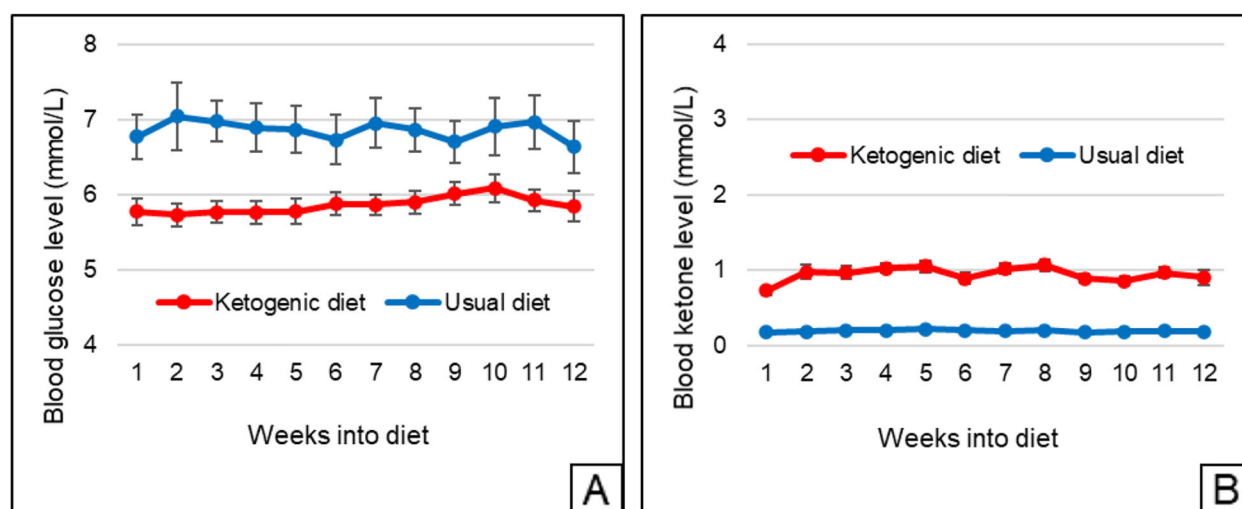 Blood glucose level (mmol/L)
8
7
6
5
4
Ketogenic diet
Usual diet
1 2 3 4 5 6 7 8 9 10 11 12
Weeks into diet
A
Blood ketone level (mmol/L)
4
3
2
1
0
Ketogenic diet
Usual diet
1 2 3 4 5 6 7 8 9 10 11 12
Weeks into diet
B